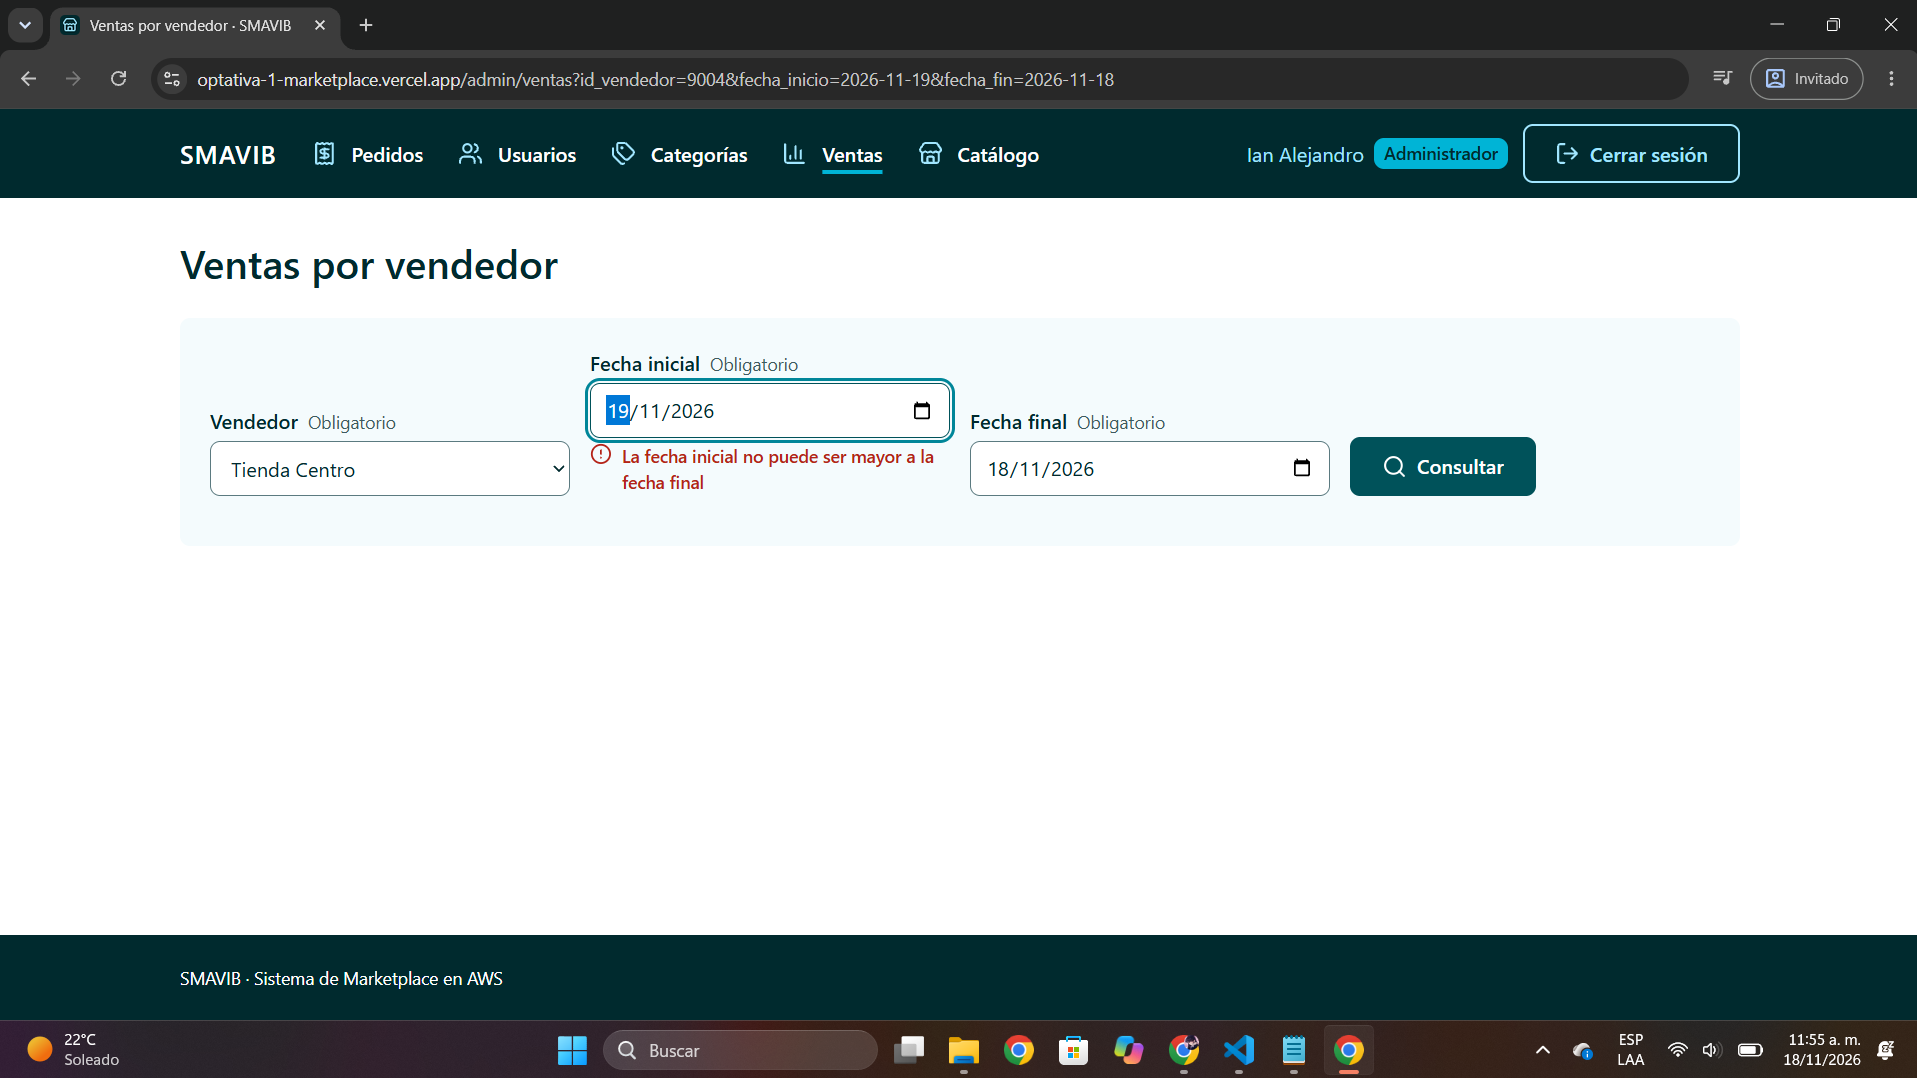 Ventas por vendedor · SMAVIB
optativa-1-marketplace.vercel.app/admin/ventas?id_vendedor=9004&fecha_inicio=2026-11-19&fecha_fin=2026-11-18
Invitado
SMAVIB
Pedidos
Usuarios
Categorías
Ventas
Catálogo
Ian Alejandro
Administrador
Cerrar sesión
Ventas por vendedor
Vendedor Obligatorio
Tienda Centro
Fecha inicial Obligatorio
19/11/2026
La fecha inicial no puede ser mayor a la
fecha final
Fecha final Obligatorio
18/11/2026
Consultar
SMAVIB · Sistema de Marketplace en AWS
22°C
Soleado
Buscar
ESP
LAA
11:55 a. m.
18/11/2026